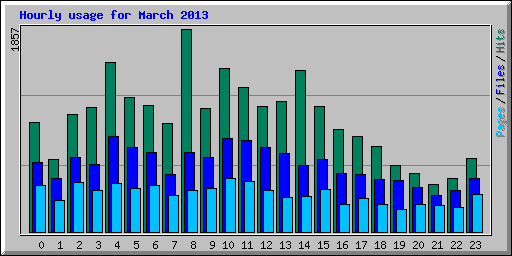 Hourly usage for March 2013
1857
Pages / Files / Hits
0 1 2 3 4 5 6 7 8 9 10 11 12 13 14 15 16 17 18 19 20 21 22 23